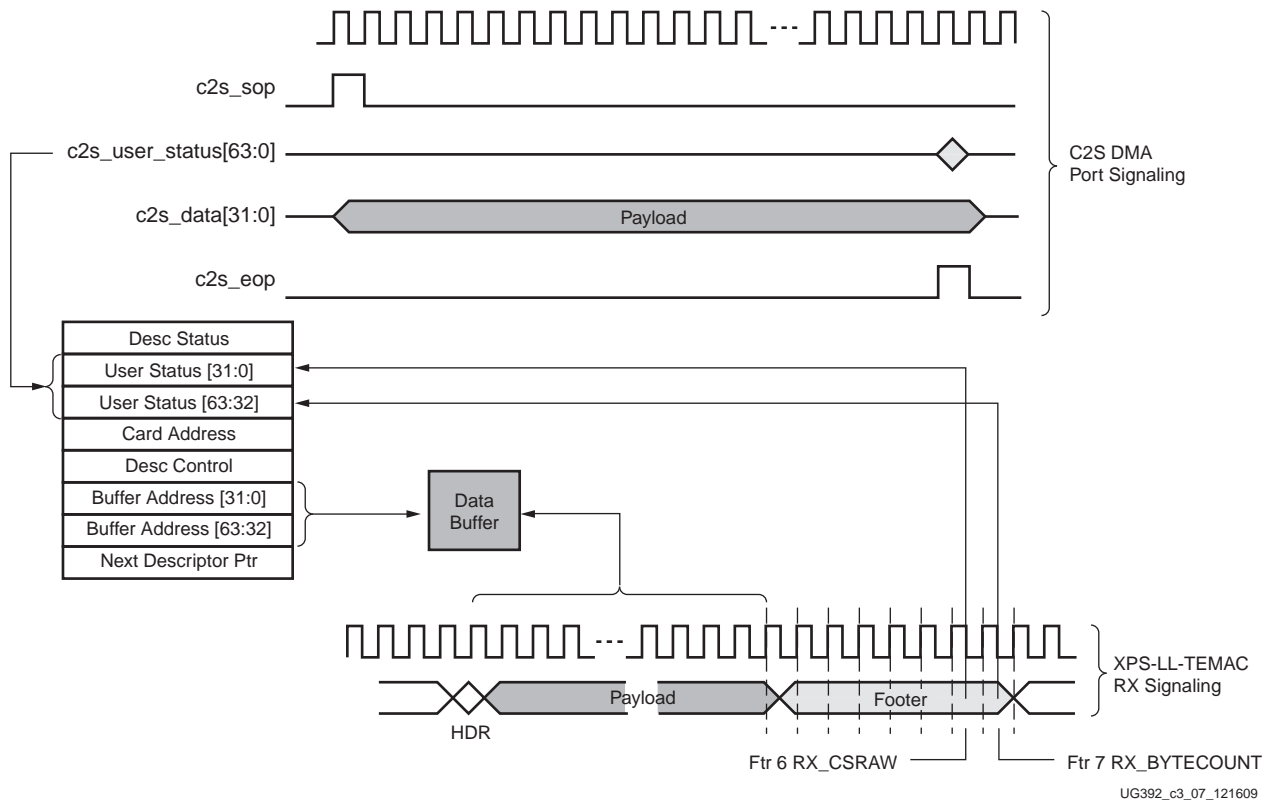 c2s_sop
c2s_user_status[63:0]
C2S DMA
Port Signaling
c2s_data[31:0]
Payload
c2s_eop
Desc Status
User Status [31:0]
User Status [63:32]
Card Address
Desc Control
Buffer Address [31:0]
Buffer Address [63:32]
Next Descriptor Ptr
Data
Buffer
XPS-LL-TEMAC
RX Signaling
Payload
Footer
HDR
Ftr 6 RX_CSRAW
Ftr 7 RX_BYTECOUNT
UG392_c3_07_121609